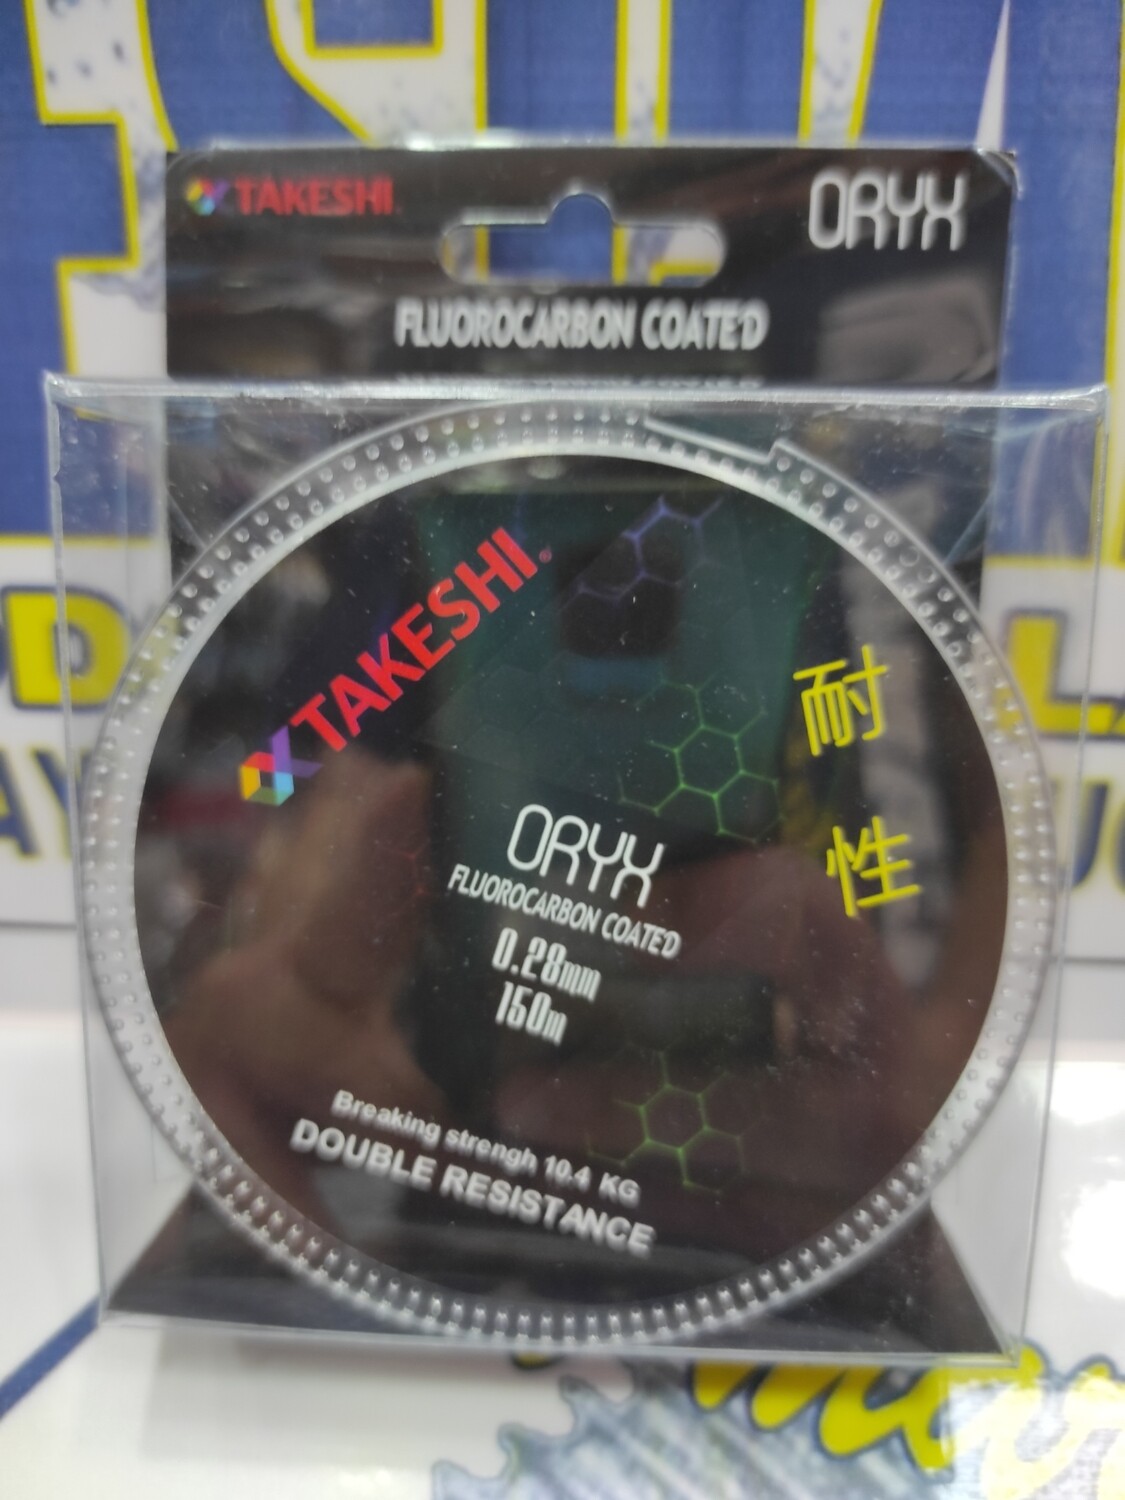 TAKESHI
ORYX
FLUOROCARBON COATED
TAKESHI
耐
性
ORYX
FLUOROCARBON COATED
0.28mm
150m
Breaking strengh 10.4 KG
DOUBLE RESISTANCE